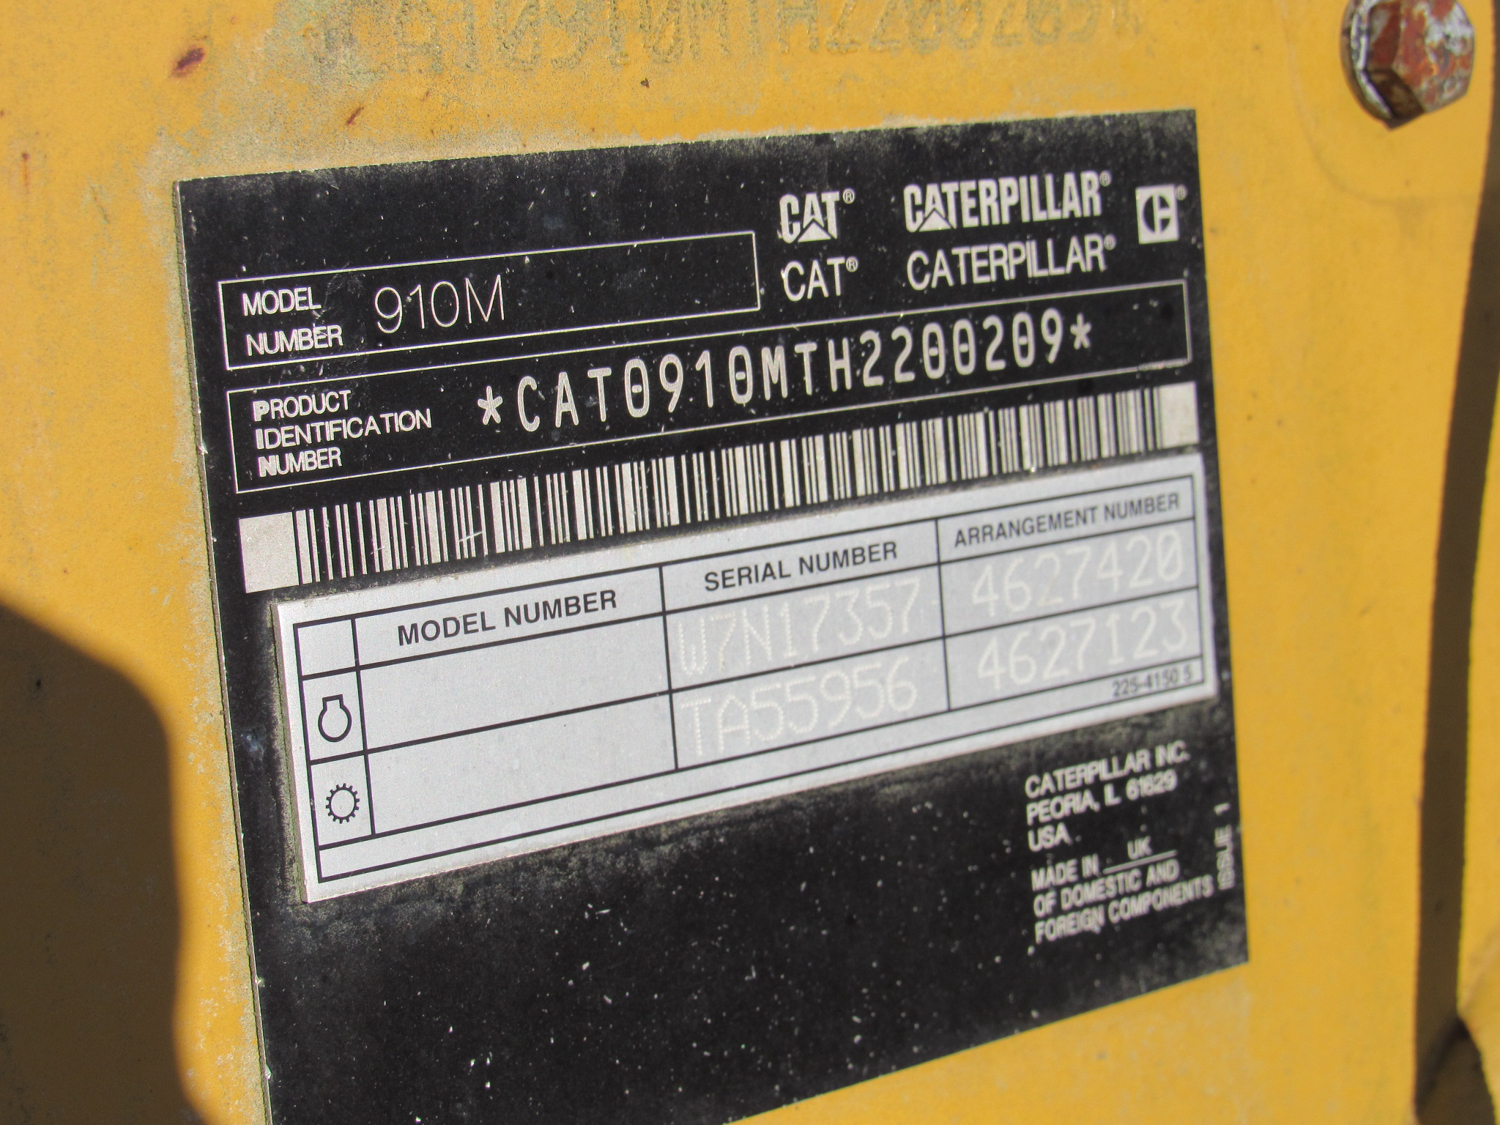 CAT0910MTH2200209*
CAT® CATERPILLAR® ®
CAT® CATERPILLAR®
MODEL NUMBER 910M
PRODUCT IDENTIFICATION NUMBER *CAT0910MTH2200209*
MODEL NUMBER SERIAL NUMBER ARRANGEMENT NUMBER
W7N17357 4627420
TA55956 4627123
225-4150 5
CATERPILLAR INC.
PEORIA, IL 61629
USA
MADE IN UK
OF DOMESTIC AND
FOREIGN COMPONENTS
ISSUE 1